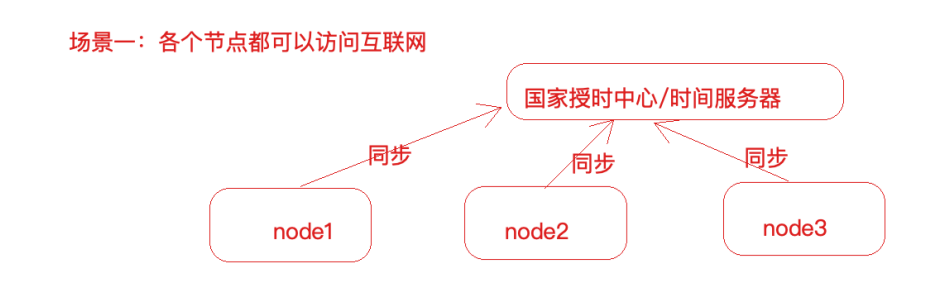 场景一：各个节点都可以访问互联网
国家授时中心/时间服务器
同步
同步
同步
node1
node2
node3